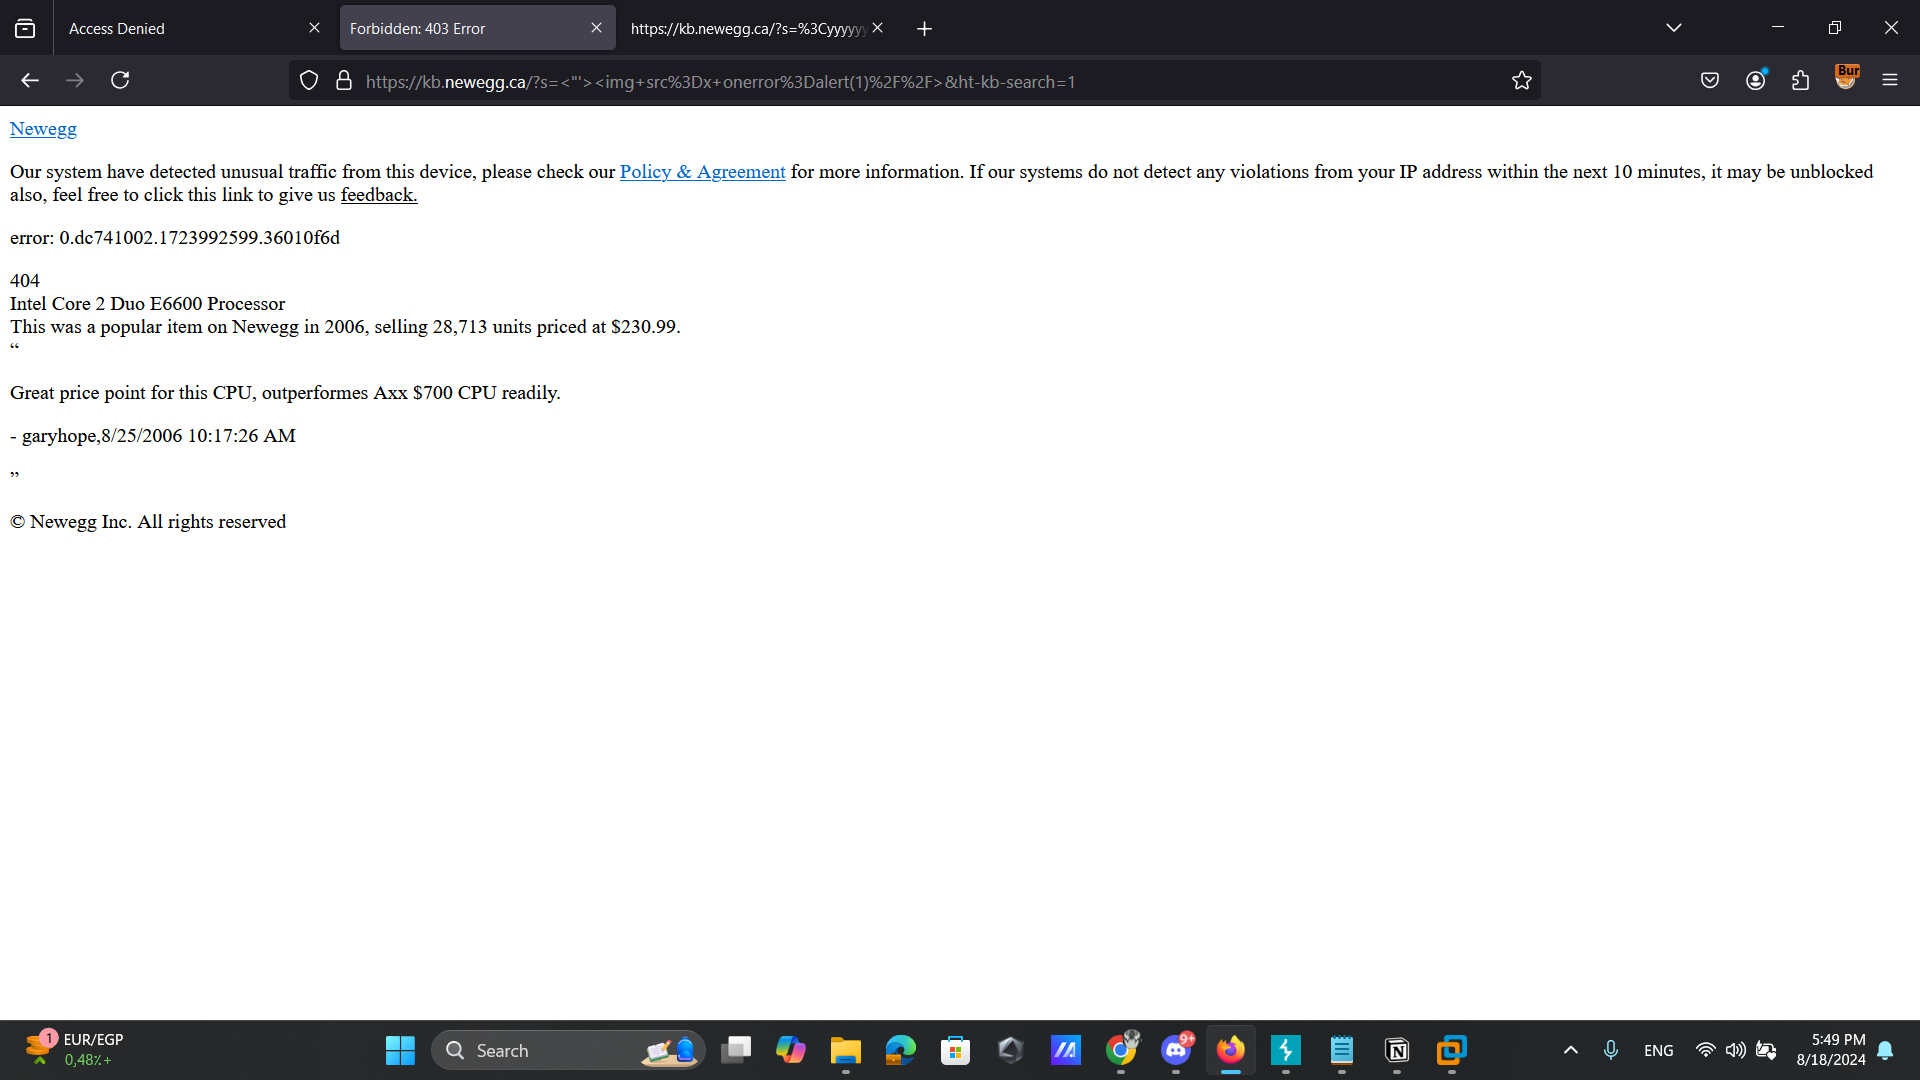 Access Denied
Forbidden: 403 Error
https://kb.newegg.ca/?s=%3Cyyyyyy
https://kb.newegg.ca/?s=<"'><img+src%3Dx+onerror%3Dalert(1)%2F%2F>&ht-kb-search=1
Bur
Newegg
Our system have detected unusual traffic from this device, please check our Policy & Agreement for more information. If our systems do not detect any violations from your IP address within the next 10 minutes, it may be unblocked
also, feel free to click this link to give us feedback.
error: 0.dc741002.1723992599.36010f6d
404
Intel Core 2 Duo E6600 Processor
This was a popular item on Newegg in 2006, selling 28,713 units priced at $230.99.
“
Great price point for this CPU, outperformes Axx $700 CPU readily.
- garyhope,8/25/2006 10:17:26 AM
”
© Newegg Inc. All rights reserved
1
EUR/EGP
0,48%+
Search
9+
ENG
5:49 PM
8/18/2024